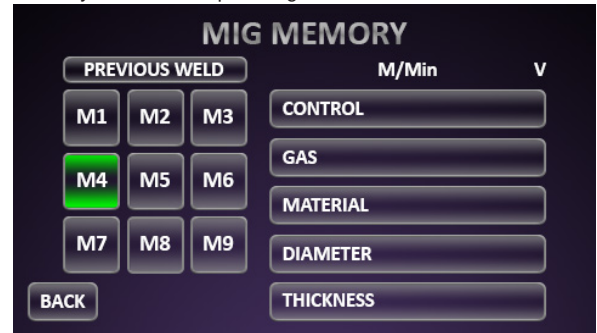 MIG MEMORY
PREVIOUS WELD
M/Min V
M1 M2 M3
M4 M5 M6
M7 M8 M9
CONTROL
GAS
MATERIAL
DIAMETER
THICKNESS
BACK